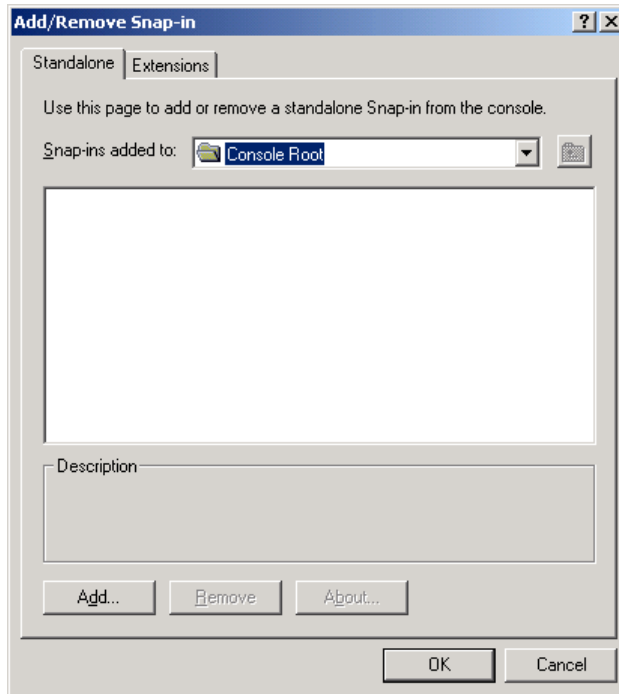 Add/Remove Snap-in
Standalone
Extensions
Use this page to add or remove a standalone Snap-in from the console.
Snap-ins added to:
Console Root
Description
Add...
Remove
About...
OK
Cancel